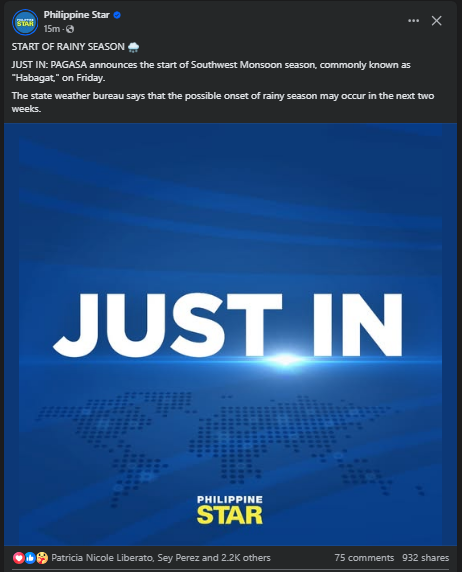 Philippine Star
15m ·
START OF RAINY SEASON 🌧️
JUST IN: PAGASA announces the start of Southwest Monsoon season, commonly known as
"Habagat," on Friday.
The state weather bureau says that the possible onset of rainy season may occur in the next two
weeks.
JUST IN
PHILIPPINE
STAR
Patricia Nicole Liberato, Sey Perez and 2.2K others
75 comments 932 shares